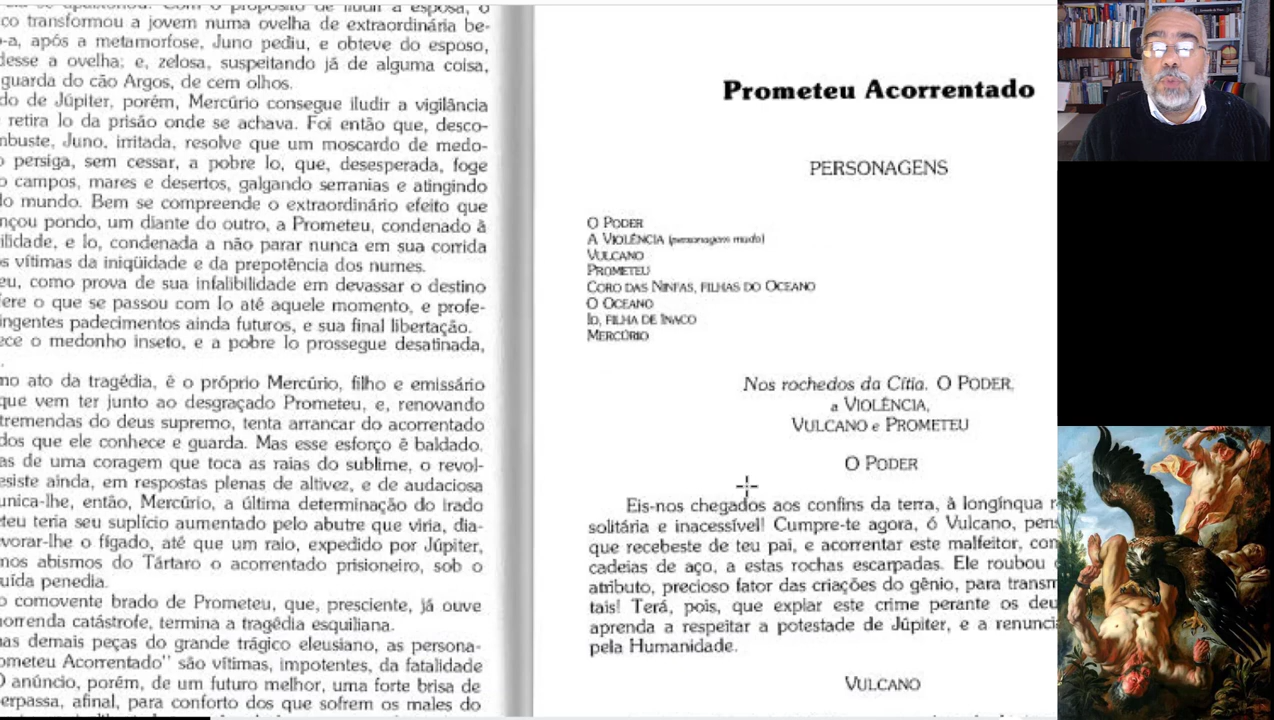 co transformou a jovem numa ovelha de extraordinária be-
o-a, após a metamorfose, Juno pediu, e obteve do esposo,
desse a ovelha; e, zelosa, suspeitando já de alguma coisa,
guarda do cão Argos, de cem olhos.
do de Júpiter, porém, Mercúrio consegue iludir a vigilância
retira Io da prisão onde se achava. Foi então que, desco-
mbuste, Juno, irritada, resolve que um moscardo de medo-
o persiga, sem cessar, a pobre Io, que, desesperada, foge
o campos, mares e desertos, galgando serranias e atingindo
do mundo. Bem se compreende o extraordinário efeito que
nçou pondo, um diante do outro, a Prometeu, condenado à
ilidade, e Io, condenada a não parar nunca em sua corrida
s vítimas da iniqüidade e da prepotência dos numes.
eu, como prova de sua infalibilidade em devassar o destino
fere o que se passou com Io até aquele momento, e profe-
ingentes padecimentos ainda futuros, e sua final libertação.
ece o medonho inseto, e a pobre Io prossegue desatinada,
.
mo ato da tragédia, é o próprio Mercúrio, filho e emissário
que vem ter junto ao desgraçado Prometeu, e, renovando
tremendas do deus supremo, tenta arrancar do acorrentado
dos que ele conhece e guarda. Mas esse esforço é baldado.
as de uma coragem que toca as raias do sublime, o revol-
esiste ainda, em respostas plenas de altivez, e de audaciosa
unica-lhe, então, Mercúrio, a última determinação do irado
teu teria seu suplício aumentado pelo abutre que viria, dia-
vorar-lhe o fígado, até que um raio, expedido por Júpiter,
nos abismos do Tártaro o acorrentado prisioneiro, sob o
uída penedia.
o comovente brado de Prometeu, que, presciente, já ouve
horrenda catástrofe, termina a tragédia esquiliana.
nas demais peças do grande trágico eleusiano, as persona-
ometeu Acorrentado" são vítimas, impotentes, da fatalidade
O anúncio, porém, de um futuro melhor, uma forte brisa de
erpassa, afinal, para conforto dos que sofrem os males do
Prometeu Acorrentado
PERSONAGENS
O PODER
A VIOLÊNCIA (personagem mudo)
VULCANO
PROMETEU
CORO DAS NINFAS, FILHAS DO OCEANO
O OCEANO
IO, FILHA DE INACO
MERCÚRIO
Nos rochedos da Cítia. O PODER,
a VIOLÊNCIA,
VULCANO e PROMETEU
O PODER
Eis-nos chegados aos confins da terra, à longínqua r
solitária e inacessível! Cumpre-te agora, ó Vulcano, pens
que recebeste de teu pai, e acorrentar este malfeitor, com
cadeias de aço, a estas rochas escarpadas. Ele roubou o
atributo, precioso fator das criações do gênio, para transm
tais! Terá, pois, que expiar este crime perante os deu
aprenda a respeitar a potestade de Júpiter, e a renuncia
pela Humanidade.
VULCANO